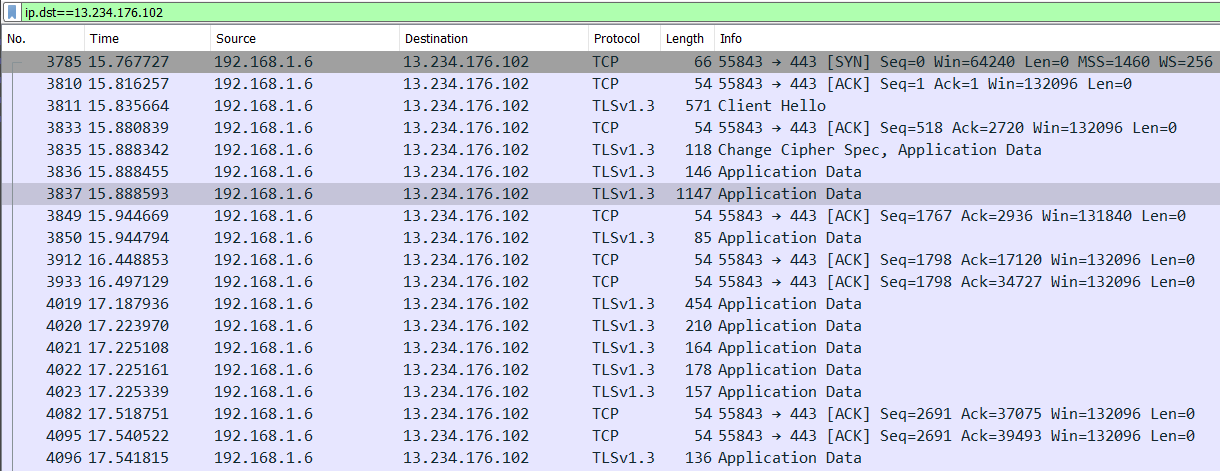 ip.dst==13.234.176.102
No. Time Source Destination Protocol Length Info
3785 15.767727 192.168.1.6 13.234.176.102 TCP 66 55843 → 443 [SYN] Seq=0 Win=64240 Len=0 MSS=1460 WS=256
3810 15.816257 192.168.1.6 13.234.176.102 TCP 54 55843 → 443 [ACK] Seq=1 Ack=1 Win=132096 Len=0
3811 15.835664 192.168.1.6 13.234.176.102 TLSv1.3 571 Client Hello
3833 15.880839 192.168.1.6 13.234.176.102 TCP 54 55843 → 443 [ACK] Seq=518 Ack=2720 Win=132096 Len=0
3835 15.888342 192.168.1.6 13.234.176.102 TLSv1.3 118 Change Cipher Spec, Application Data
3836 15.888455 192.168.1.6 13.234.176.102 TLSv1.3 146 Application Data
3837 15.888593 192.168.1.6 13.234.176.102 TLSv1.3 1147 Application Data
3849 15.944669 192.168.1.6 13.234.176.102 TCP 54 55843 → 443 [ACK] Seq=1767 Ack=2936 Win=131840 Len=0
3850 15.944794 192.168.1.6 13.234.176.102 TLSv1.3 85 Application Data
3912 16.448853 192.168.1.6 13.234.176.102 TCP 54 55843 → 443 [ACK] Seq=1798 Ack=17120 Win=132096 Len=0
3933 16.497129 192.168.1.6 13.234.176.102 TCP 54 55843 → 443 [ACK] Seq=1798 Ack=34727 Win=132096 Len=0
4019 17.187936 192.168.1.6 13.234.176.102 TLSv1.3 454 Application Data
4020 17.223970 192.168.1.6 13.234.176.102 TLSv1.3 210 Application Data
4021 17.225108 192.168.1.6 13.234.176.102 TLSv1.3 164 Application Data
4022 17.225161 192.168.1.6 13.234.176.102 TLSv1.3 178 Application Data
4023 17.225339 192.168.1.6 13.234.176.102 TLSv1.3 157 Application Data
4082 17.518751 192.168.1.6 13.234.176.102 TCP 54 55843 → 443 [ACK] Seq=2691 Ack=37075 Win=132096 Len=0
4095 17.540522 192.168.1.6 13.234.176.102 TCP 54 55843 → 443 [ACK] Seq=2691 Ack=39493 Win=132096 Len=0
4096 17.541815 192.168.1.6 13.234.176.102 TLSv1.3 136 Application Data